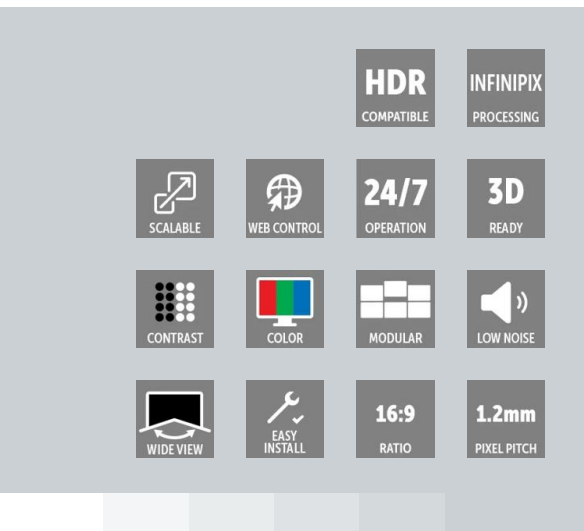 HDR
COMPATIBLE
INFINIPIX
PROCESSING
SCALABLE
WEB CONTROL
24/7
OPERATION
3D
READY
CONTRAST
COLOR
MODULAR
LOW NOISE
WIDE VIEW
EASY
INSTALL
16:9
RATIO
1.2mm
PIXEL PITCH